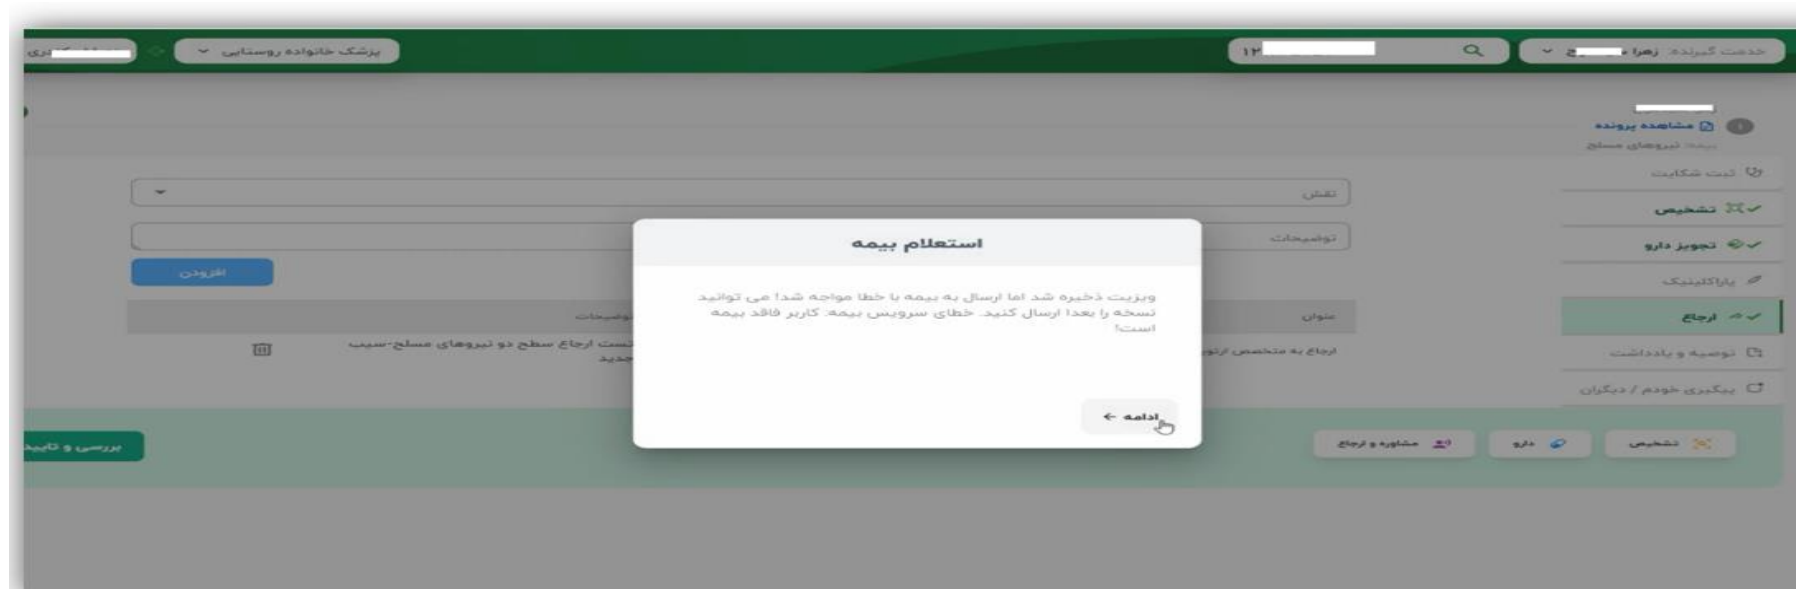 خدمت گیرنده: زهرا
۱۲
پزشک خانواده روستایی
مشاهده پرونده
بیمه: نیروهای مسلح
ثبت شکایت
تشخیص
تجویز دارو
پاراکلینیک
ارجاع
توصیه و یادداشت
پیگیری خودم / دیگران
نقش
توضیحات
افزودن
عنوان
توضیحات
ارجاع به متخصص
تست ارجاع سطح دو نیروهای مسلح-سیب
جدید
استعلام بیمه
ویزیت ذخیره شد اما ارسال به بیمه با خطا مواجه شد! می توانید
نسخه را بعدا ارسال کنید. خطای سرویس بیمه: کاربر فاقد بیمه
است!
ادامه ←
تشخیص
دارو
مشاوره و ارجاع
بررسی و تایید